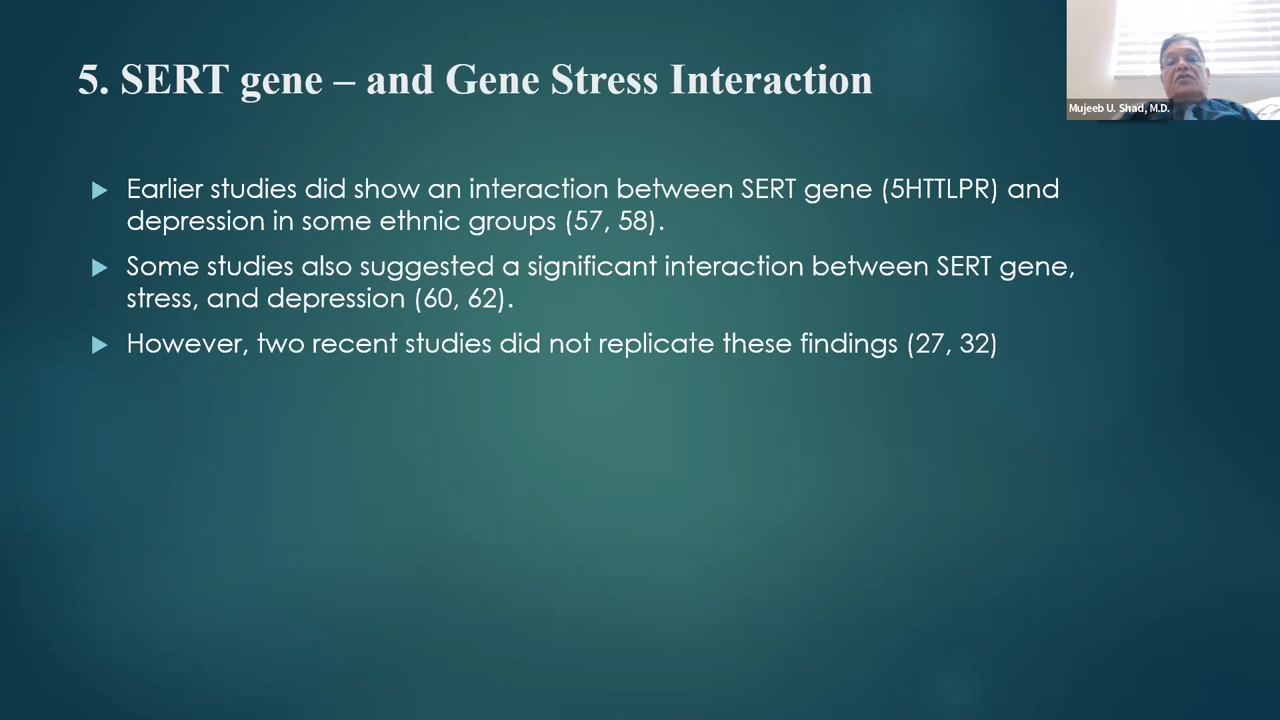 5. SERT gene – and Gene Stress Interaction
Mujeeb U. Shad, M.D.
Earlier studies did show an interaction between SERT gene (5HTTLPR) and
depression in some ethnic groups (57, 58).
Some studies also suggested a significant interaction between SERT gene,
stress, and depression (60, 62).
However, two recent studies did not replicate these findings (27, 32)